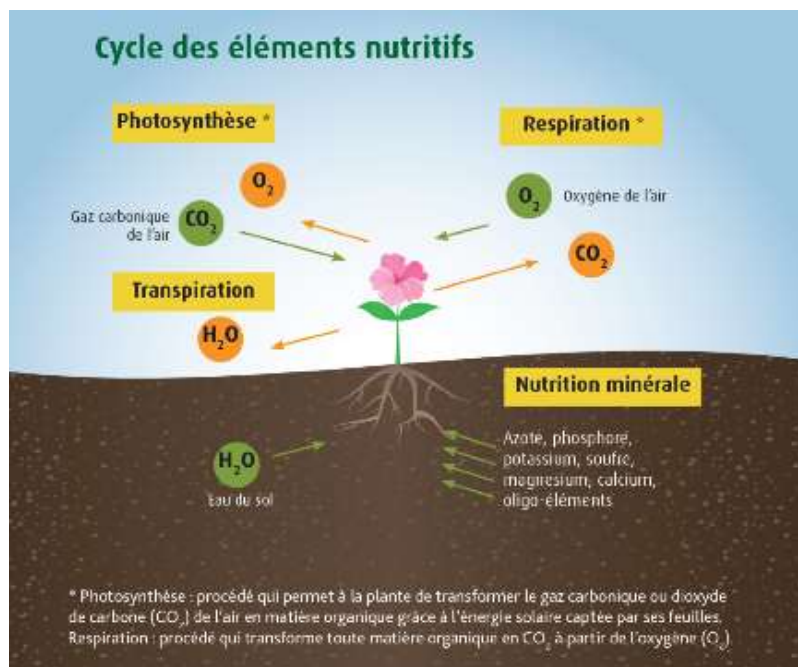 Cycle des éléments nutritifs
Photosynthèse *
O₂
Gaz carbonique
de l'air
CO₂
Respiration *
O₂
Oxygène de l'air
CO₂
Transpiration
H₂O
Nutrition minérale
Azote, phosphore,
potassium, soufre,
magnesium, calcium,
oligo-éléments
H₂O
Eau du sol
* Photosynthèse : procédé qui permet à la plante de transformer le gaz carbonique ou dioxyde
de carbone (CO₂) de l'air en matière organique grâce à l'énergie solaire captée par ses feuilles.
Respiration : procédé qui transforme toute matière organique en CO₂ à partir de l'oxygène (O₂).